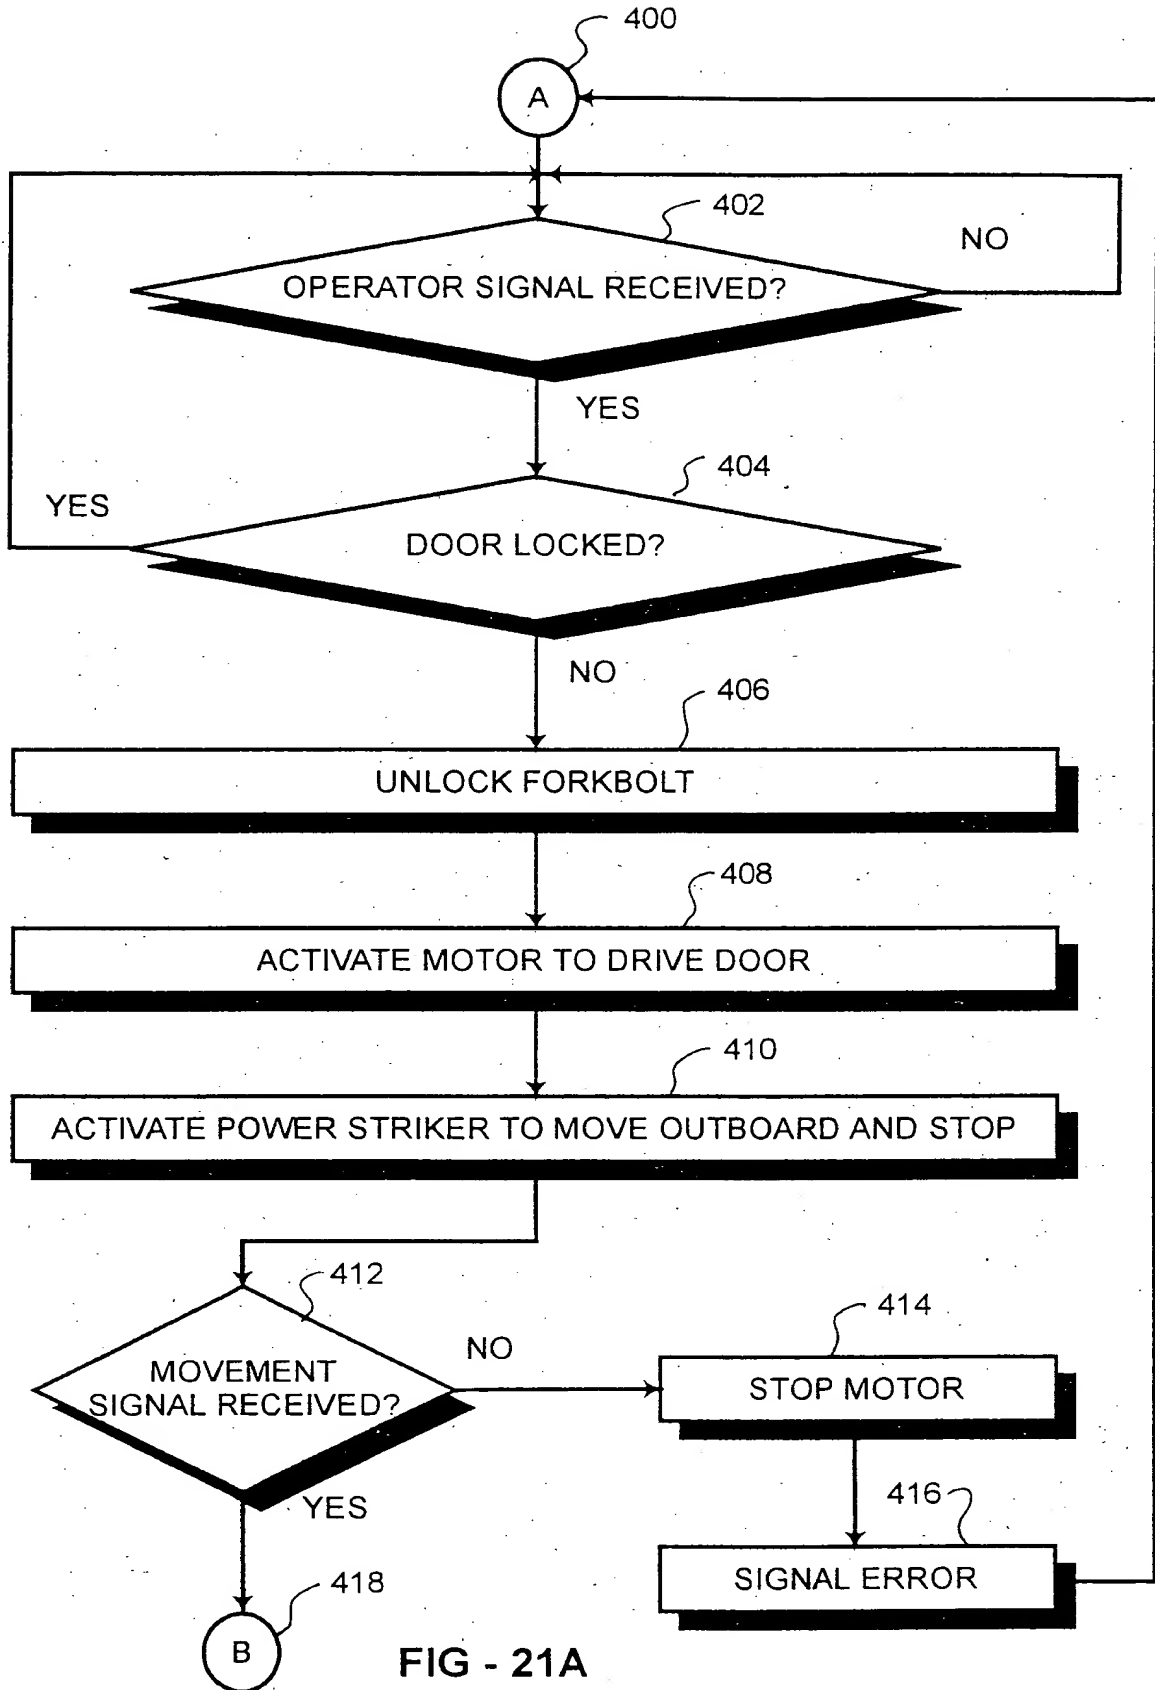 400
A
402
NO
OPERATOR SIGNAL RECEIVED?
YES
404
YES
DOOR LOCKED?
NO
406
UNLOCK FORKBOLT
408
ACTIVATE MOTOR TO DRIVE DOOR
410
ACTIVATE POWER STRIKER TO MOVE OUTBOARD AND STOP
412
MOVEMENT
SIGNAL RECEIVED?
NO
414
STOP MOTOR
YES
416
SIGNAL ERROR
418
B
FIG - 21A